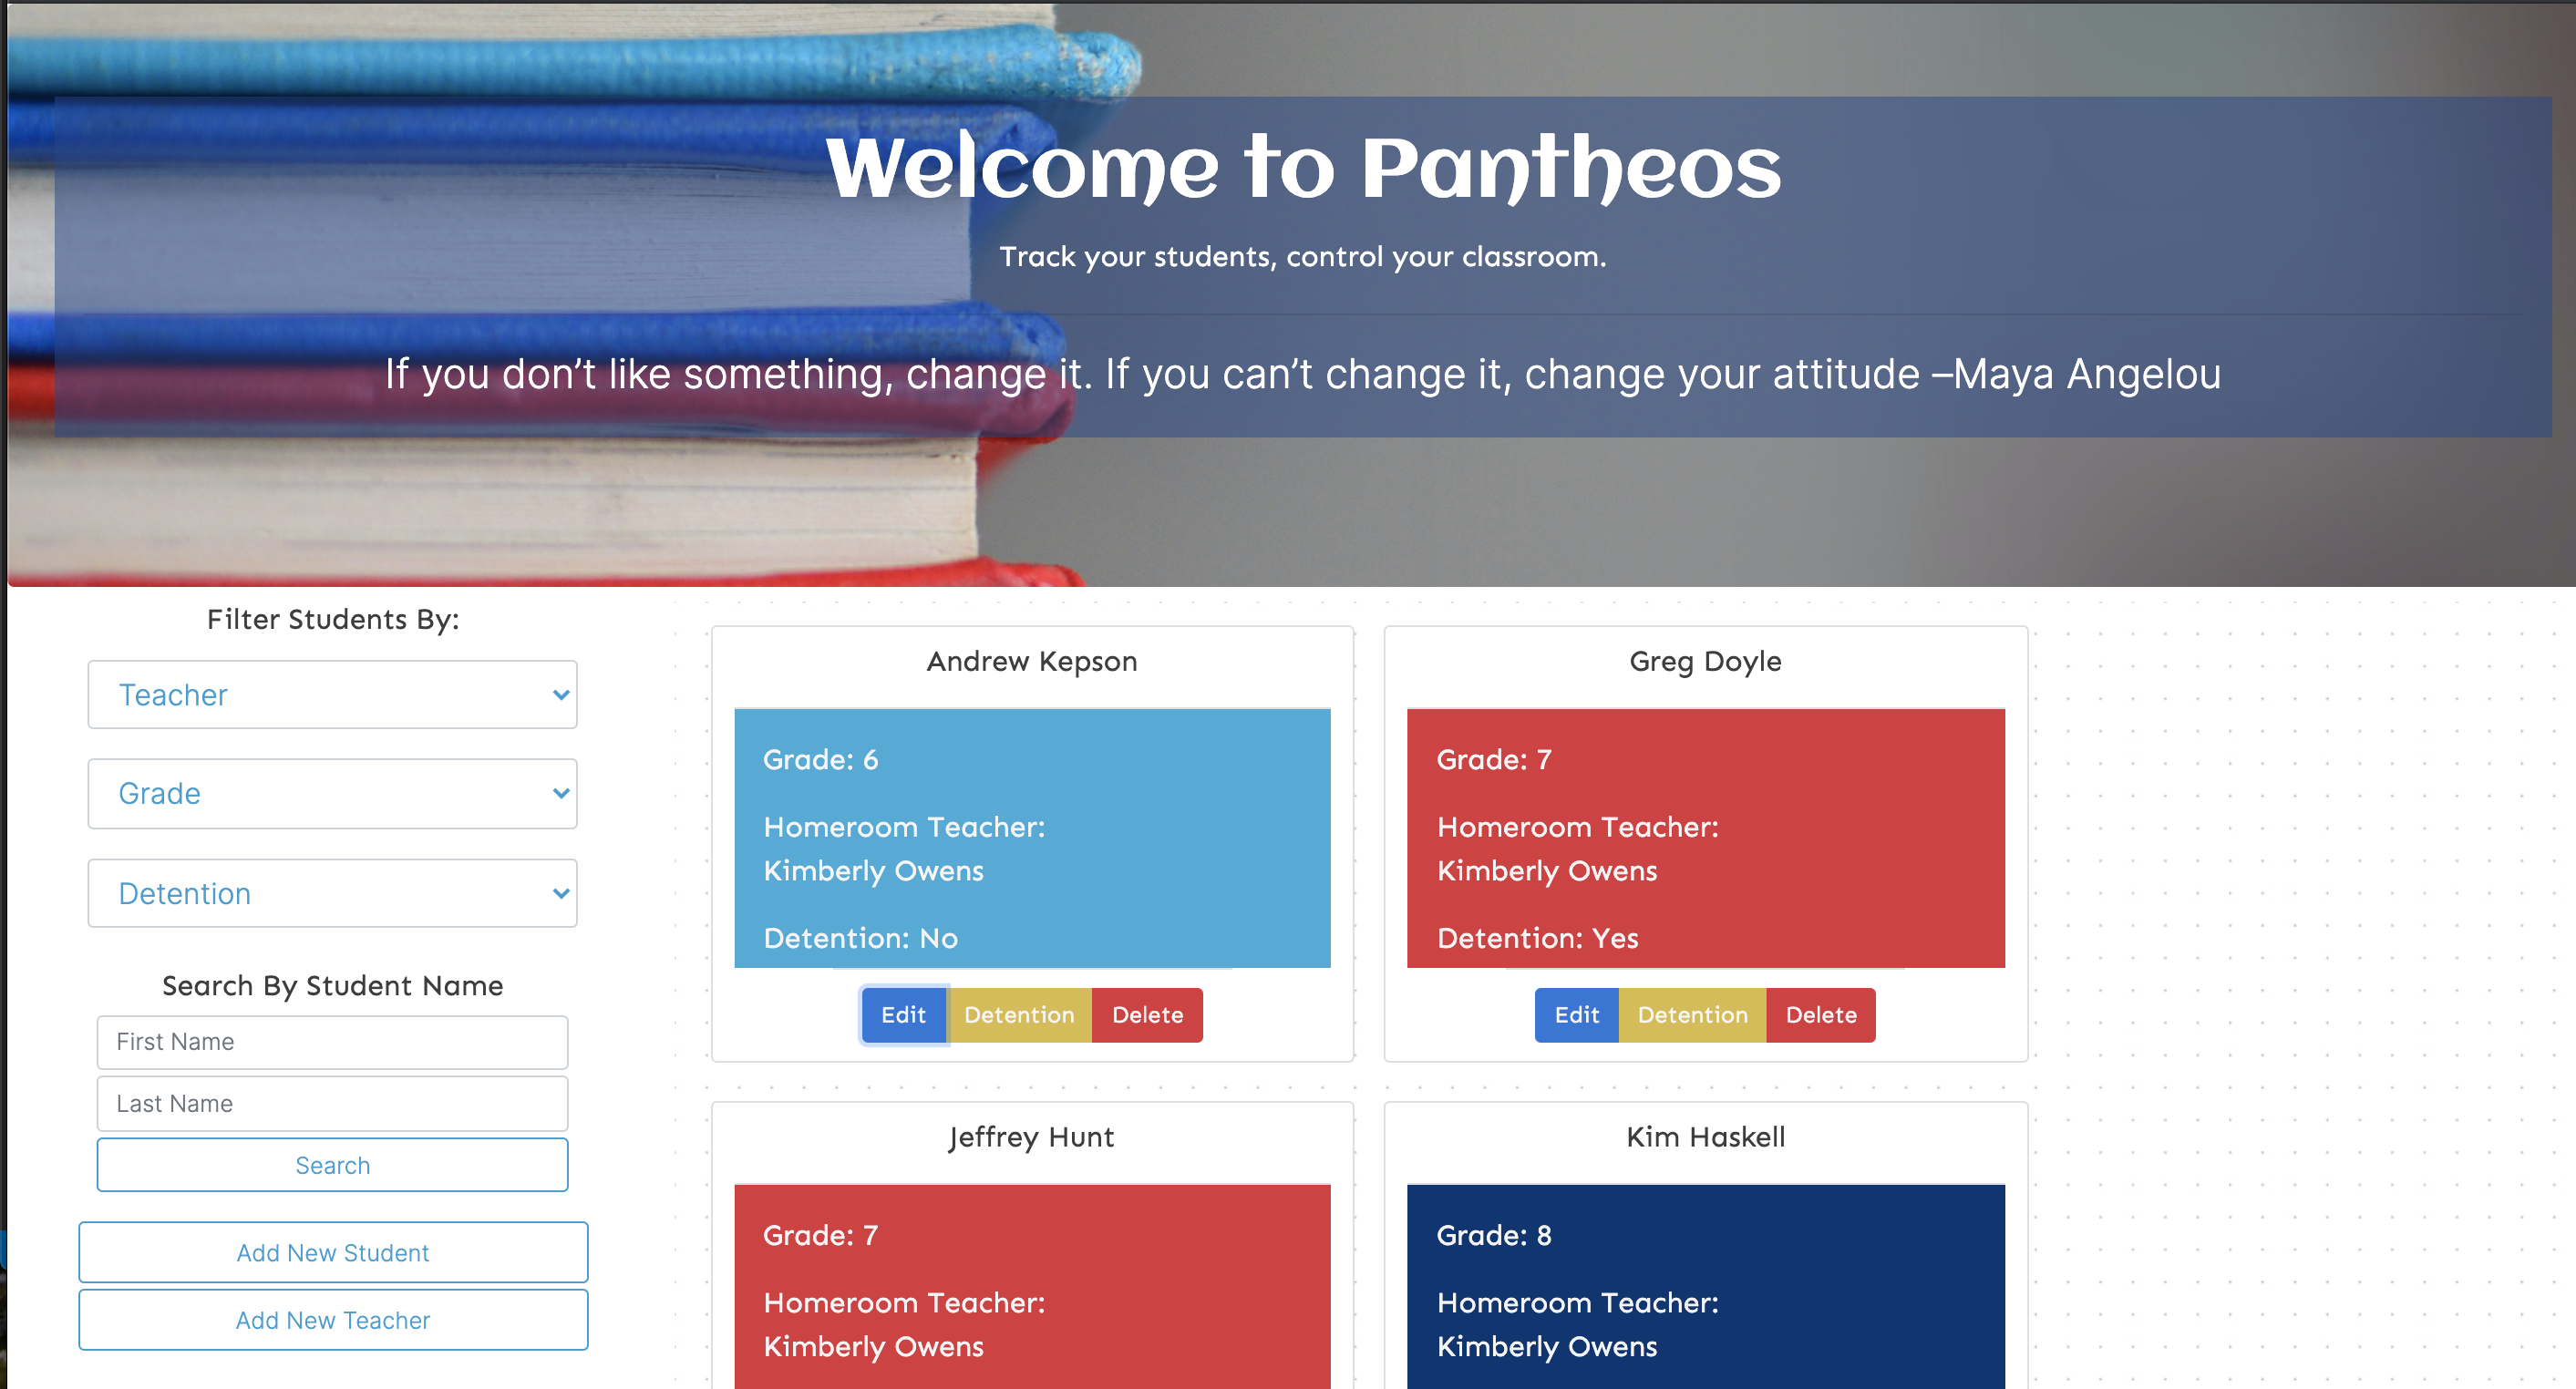 Welcome to Pantheos
Track your students, control your classroom.
If you don’t like something, change it. If you can’t change it, change your attitude –Maya Angelou
Filter Students By:
Teacher
Grade
Detention
Search By Student Name
First Name
Last Name
Search
Add New Student
Add New Teacher
Andrew Kepson
Grade: 6
Homeroom Teacher:
Kimberly Owens
Detention: No
Edit Detention Delete
Greg Doyle
Grade: 7
Homeroom Teacher:
Kimberly Owens
Detention: Yes
Edit Detention Delete
Jeffrey Hunt
Grade: 7
Homeroom Teacher:
Kimberly Owens
Kim Haskell
Grade: 8
Homeroom Teacher:
Kimberly Owens